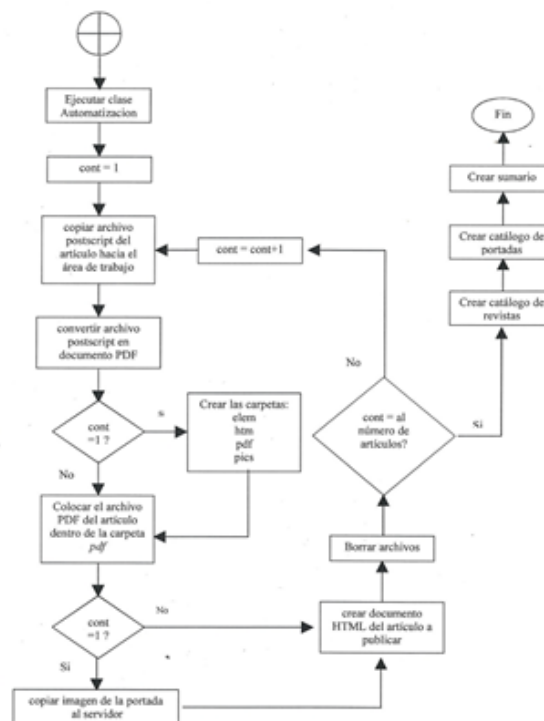 Ejecutar clase
Automatizacion
cont = 1
copiar archivo
postscript del
artículo hacia el
área de trabajo
cont = cont+1
convertir archivo
postscript en
documento PDF
cont
=1 ?
s
No
Crear las carpetas:
elem
htm
pdf
pics
Colocar el archivo
PDF del artículo
dentro de la carpeta
pdf
cont
=1 ?
No
Si
copiar imagen de la portada
al servidor
crear documento
HTML del artículo a
publicar
Borrar archivos
cont = al
número de
artículos?
No
Si
Crear catálogo de
revistas
Crear catálogo de
portadas
Crear sumario
Fin